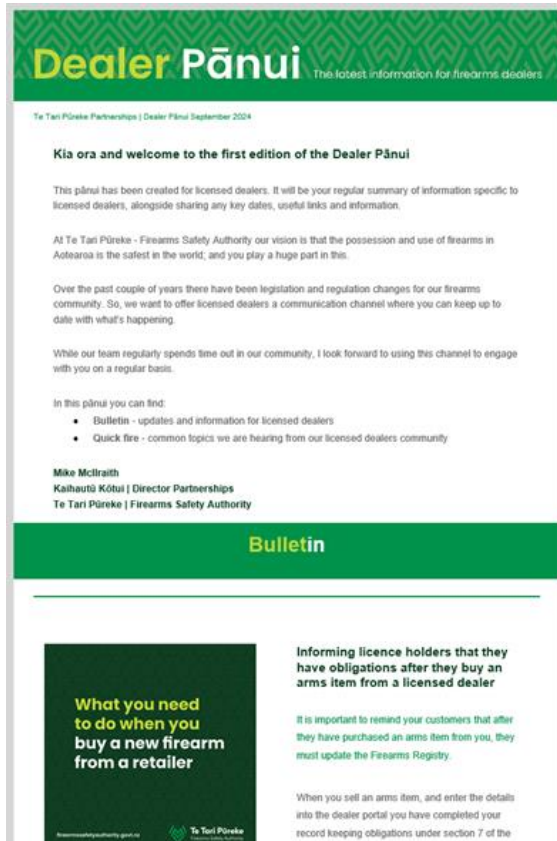 Dealer Pānui The latest information for firearms dealers
Te Tari Pūreke Partnerships | Dealer Pānui September 2024
Kia ora and welcome to the first edition of the Dealer Pānui
This pānui has been created for licensed dealers. It will be your regular summary of information specific to
licensed dealers, alongside sharing any key dates, useful links and information.
At Te Tari Pūreke - Firearms Safety Authority our vision is that the possession and use of firearms in
Aotearoa is the safest in the world; and you play a huge part in this.
Over the past couple of years there have been legislation and regulation changes for our firearms
community. So, we want to offer licensed dealers a communication channel where you can keep up to
date with what's happening.
While our team regularly spends time out in our community, I look forward to using this channel to engage
with you on a regular basis.
In this pānui you can find:
• Bulletin - updates and information for licensed dealers
• Quick fire - common topics we are hearing from our licensed dealers community
Mike McIlraith
Kaihautū Kōtui | Director Partnerships
Te Tari Pūreke | Firearms Safety Authority
Bulletin
What you need
to do when you
buy a new firearm
from a retailer
firearmssafetyauthority.govt.nz
Te Tari Pūreke
Firearms Safety Authority
Informing licence holders that they
have obligations after they buy an
arms item from a licensed dealer
It is important to remind your customers that after
they have purchased an arms item from you, they
must update the Firearms Registry.
When you sell an arms item, and enter the details
into the dealer portal you have completed your
record keeping obligations under section 7 of the